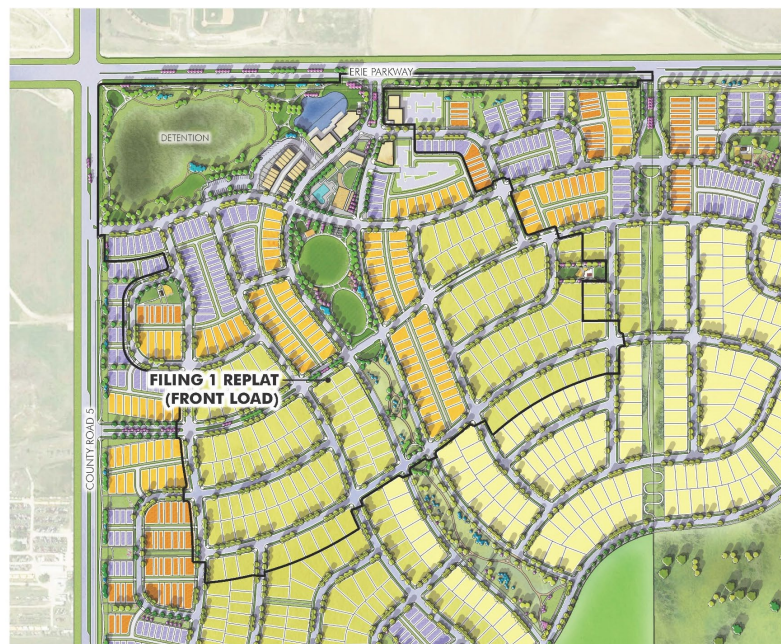 ERIE PARKWAY
DETENTION
FILING 1 REPLAT
(FRONT LOAD)
COUNTY ROAD 5